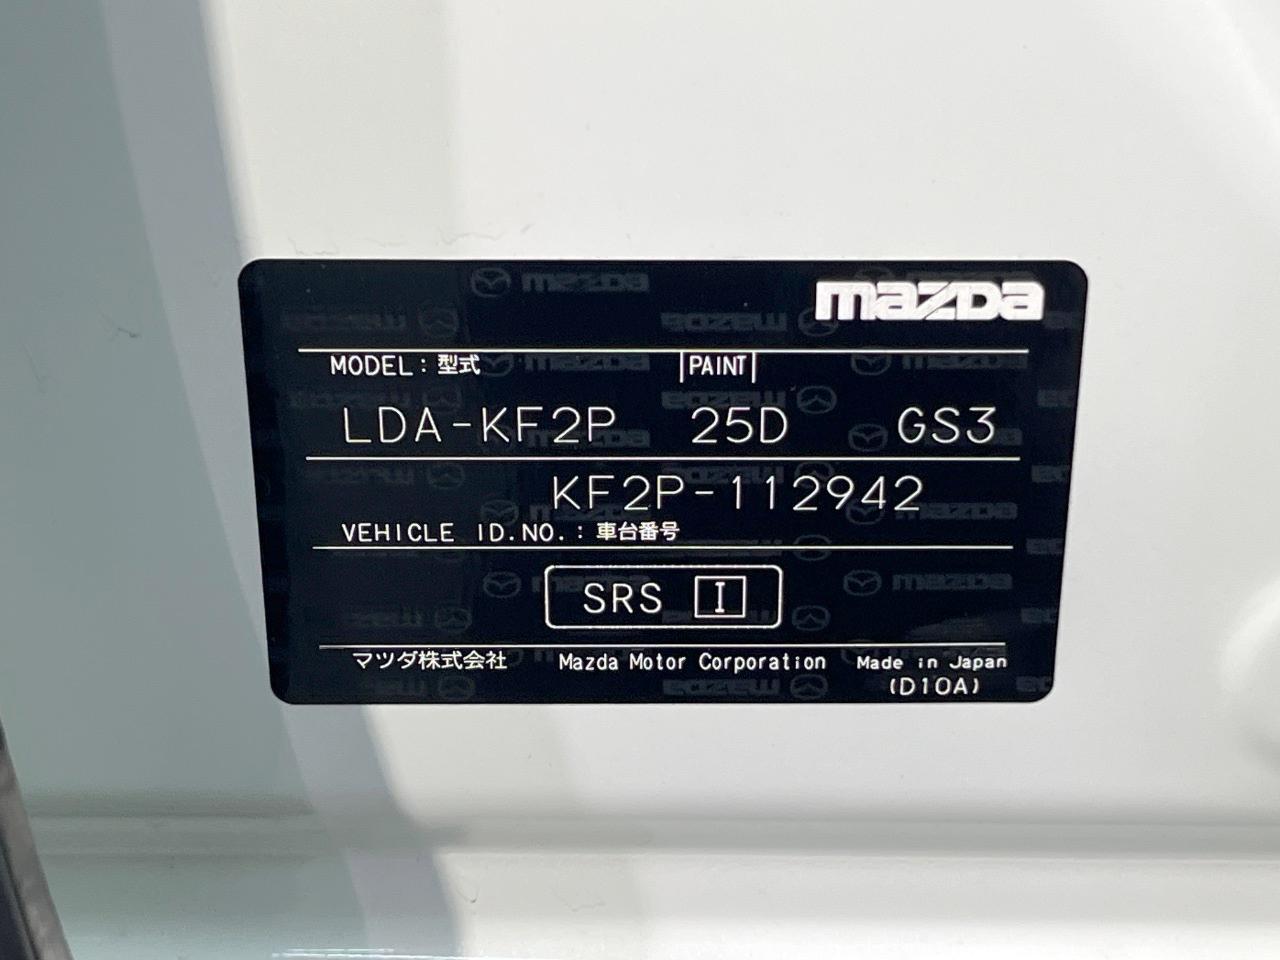 mazda
MODEL : 型式 PAINT
LDA-KF2P 25D GS3
KF2P-112942
VEHICLE ID.NO. : 車台番号
SRS I
マツダ株式会社 Mazda Motor Corporation Made in Japan
(D10A)